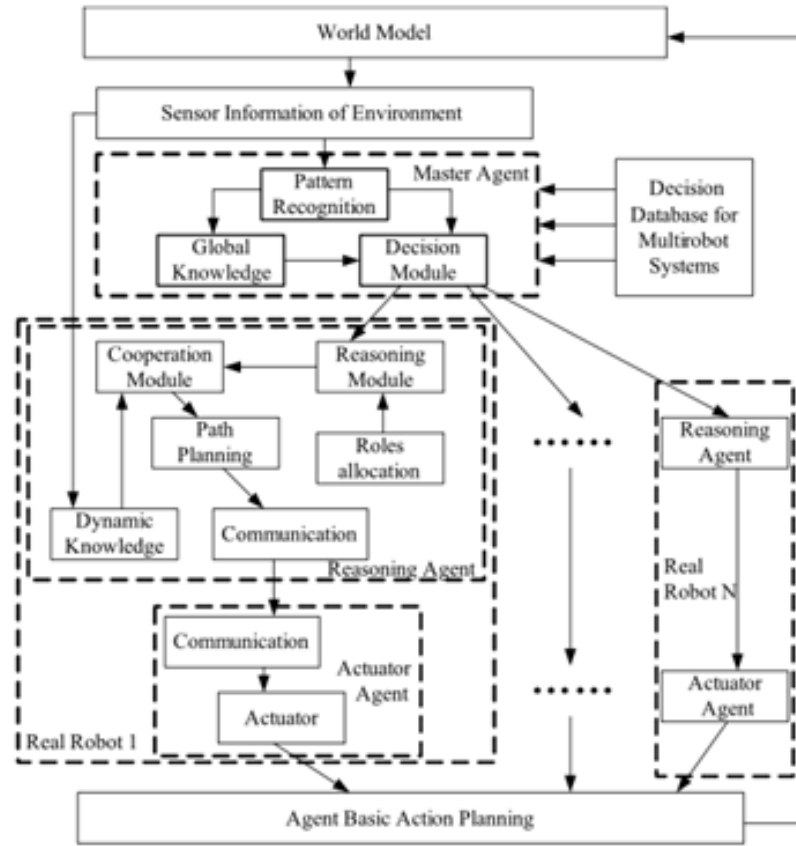 World Model
Sensor Information of Environment
Master Agent
Pattern
Recognition
Global
Knowledge
Decision
Module
Decision
Database for
Multirobot
Systems
Cooperation
Module
Reasoning
Module
Path
Planning
Roles
allocation
Dynamic
Knowledge
Communication
Reasoning Agent
Communication
Actuator
Agent
Actuator
Real Robot 1
Reasoning
Agent
Real
Robot N
Actuator
Agent
Agent Basic Action Planning